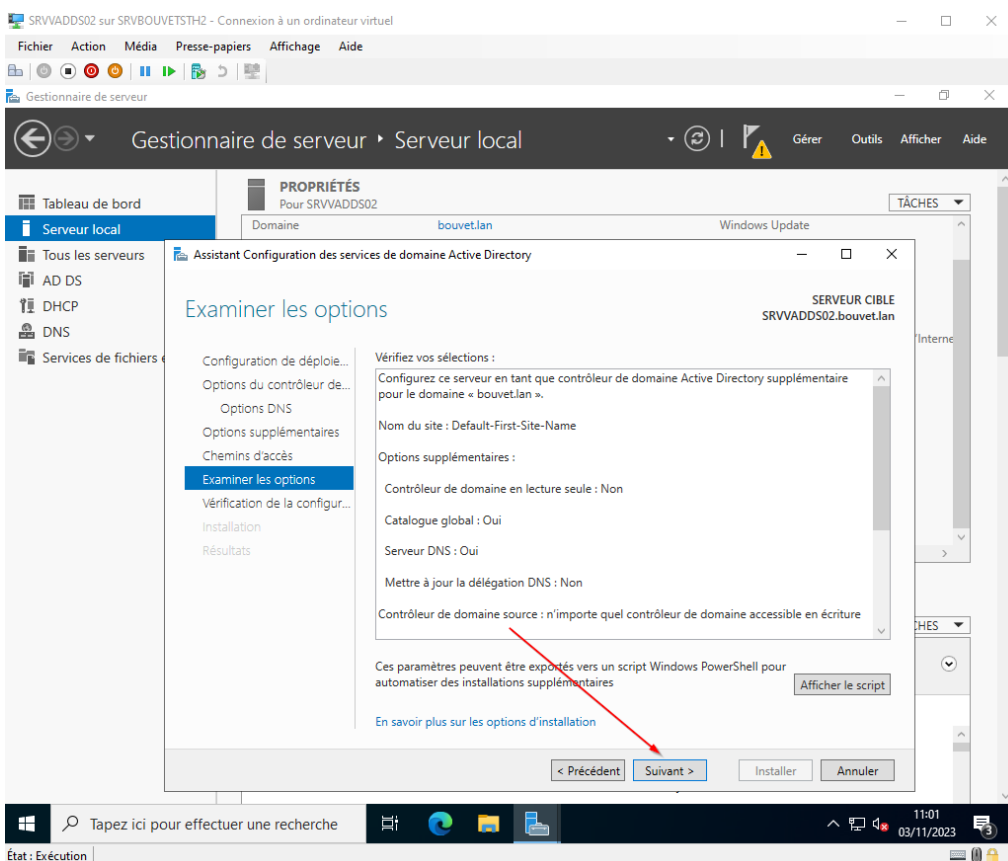 SRVVADDS02 sur SRVBOUVETSTH2 - Connexion à un ordinateur virtuel
Fichier Action Média Presse-papiers Affichage Aide
Gestionnaire de serveur
Gestionnaire de serveur ‣ Serveur local
Gérer Outils Afficher Aide
Tableau de bord
Serveur local
Tous les serveurs
AD DS
DHCP
DNS
Services de fichiers e
PROPRIÉTÉS
Pour SRVVADDS02
TÂCHES
Domaine bouvet.lan Windows Update
'Interne
CHES
Assistant Configuration des services de domaine Active Directory
Examiner les options
SERVEUR CIBLE
SRVVADDS02.bouvet.lan
Configuration de déploie...
Options du contrôleur de...
Options DNS
Options supplémentaires
Chemins d'accès
Examiner les options
Vérification de la configur...
Installation
Résultats
Vérifiez vos sélections :
Configurez ce serveur en tant que contrôleur de domaine Active Directory supplémentaire
pour le domaine « bouvet.lan ».
Nom du site : Default-First-Site-Name
Options supplémentaires :
Contrôleur de domaine en lecture seule : Non
Catalogue global : Oui
Serveur DNS : Oui
Mettre à jour la délégation DNS : Non
Contrôleur de domaine source : n'importe quel contrôleur de domaine accessible en écriture
Ces paramètres peuvent être exportés vers un script Windows PowerShell pour
automatiser des installations supplémentaires
Afficher le script
En savoir plus sur les options d'installation
< Précédent Suivant > Installer Annuler
Tapez ici pour effectuer une recherche
11:01
03/11/2023
3
État : Exécution